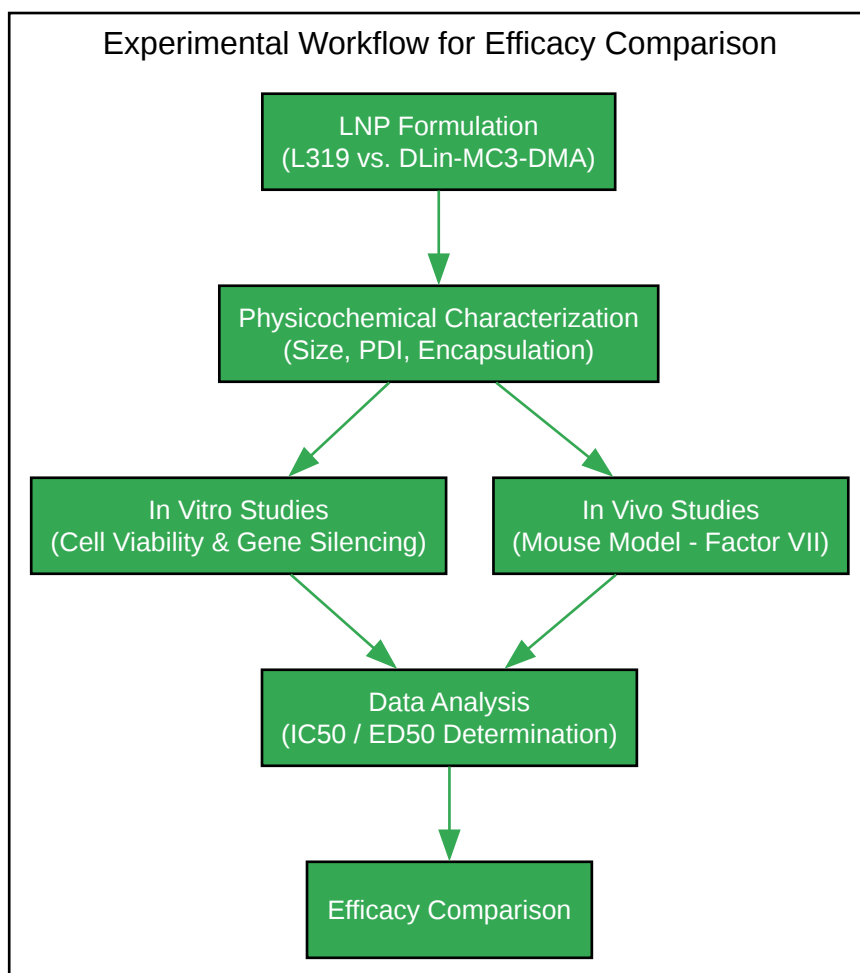 Experimental Workflow for Efficacy Comparison
LNP Formulation
(L319 vs. DLin-MC3-DMA)
Physicochemical Characterization
(Size, PDI, Encapsulation)
In Vitro Studies
(Cell Viability & Gene Silencing)
In Vivo Studies
(Mouse Model - Factor VII)
Data Analysis
(IC50 / ED50 Determination)
Efficacy Comparison